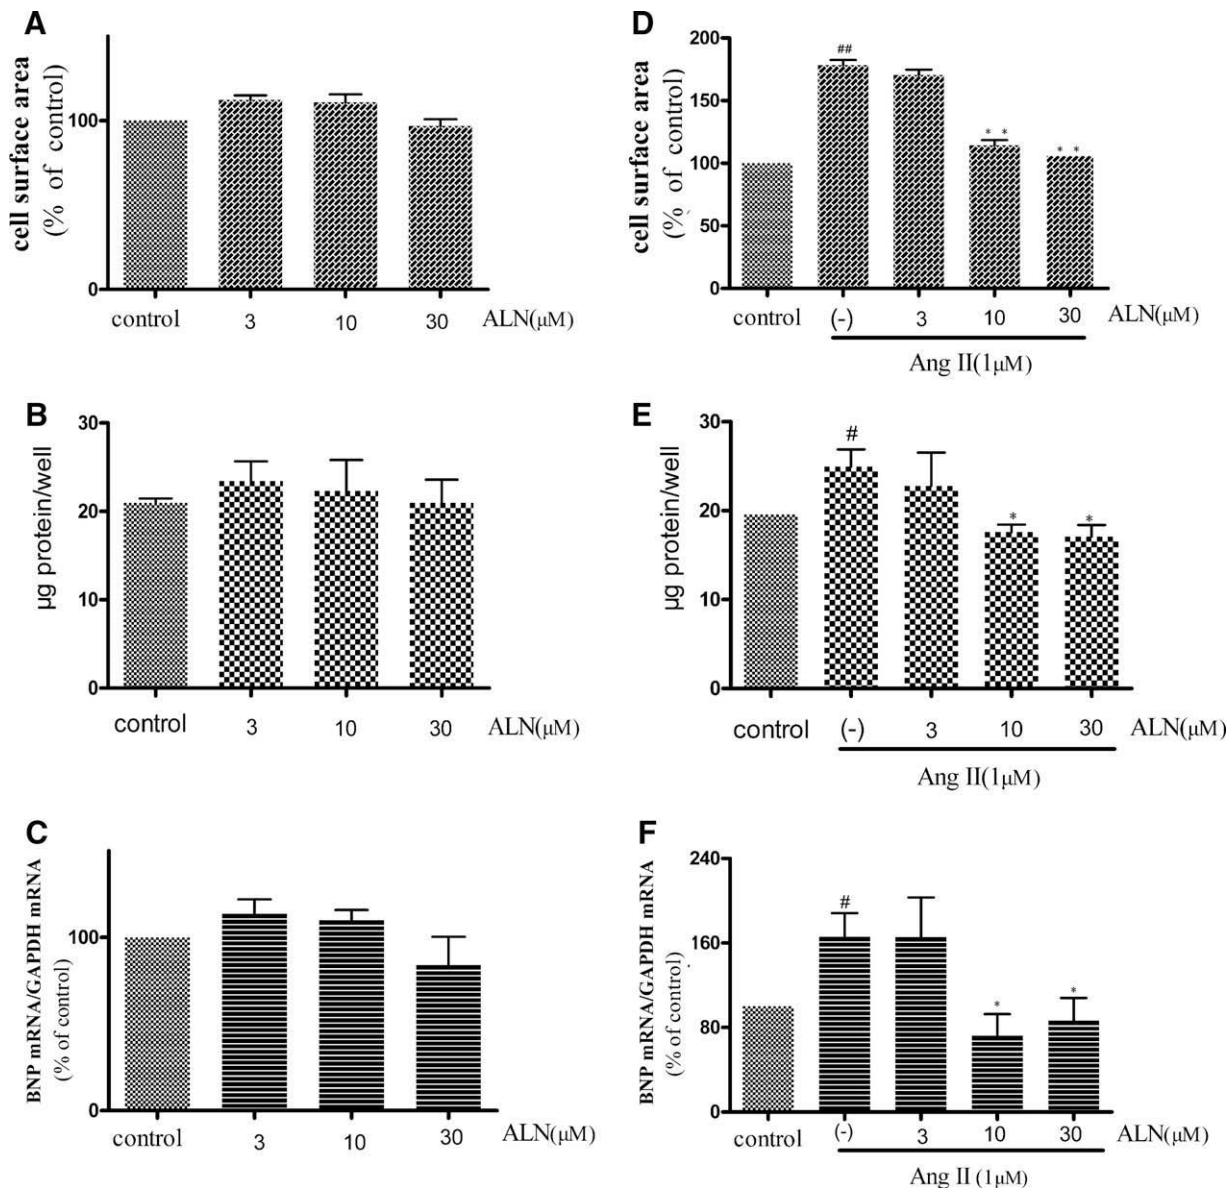 A
cell surface area
(% of control)
100
0
control 3 10 30 ALN(μM)
D
cell surface area
(% of control)
200
150
100
50
0
##
* *
* *
control (-) 3 10 30 ALN(μM)
Ang II(1μM)
B
μg protein/well
30
20
10
0
control 3 10 30 ALN(μM)
E
μg protein/well
30
20
10
0
#
*
*
control (-) 3 10 30 ALN(μM)
Ang II(1μM)
C
BNP mRNA/GAPDH mRNA
(% of control)
100
0
control 3 10 30 ALN(μM)
F
BNP mRNA/GAPDH mRNA
(% of control)
240
160
80
0
#
*
*
control (-) 3 10 30 ALN(μM)
Ang II (1μM)